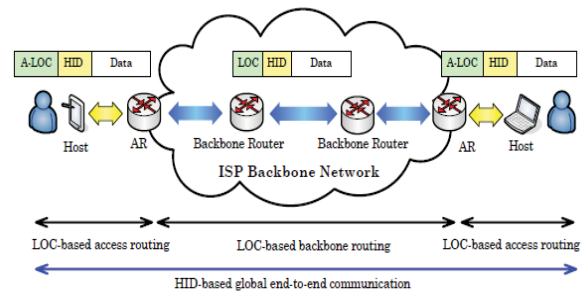 A-LOC HID Data
LOC HID Data
A-LOC HID Data
Host
AR
Backbone Router
Backbone Router
AR
Host
ISP Backbone Network
LOC-based access routing
LOC-based backbone routing
LOC-based access routing
HID-based global end-to-end communication